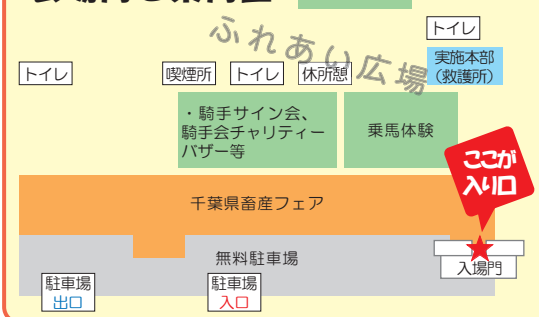 ふれあい広場
トイレ
実施本部
(救護所)
トイレ
喫煙所
トイレ
休所憩
・騎手サイン会、
騎手会チャリティー
バザー等
乗馬体験
ここが
入り口
千葉県畜産フェア
無料駐車場
入場門
駐車場
出口
駐車場
入口